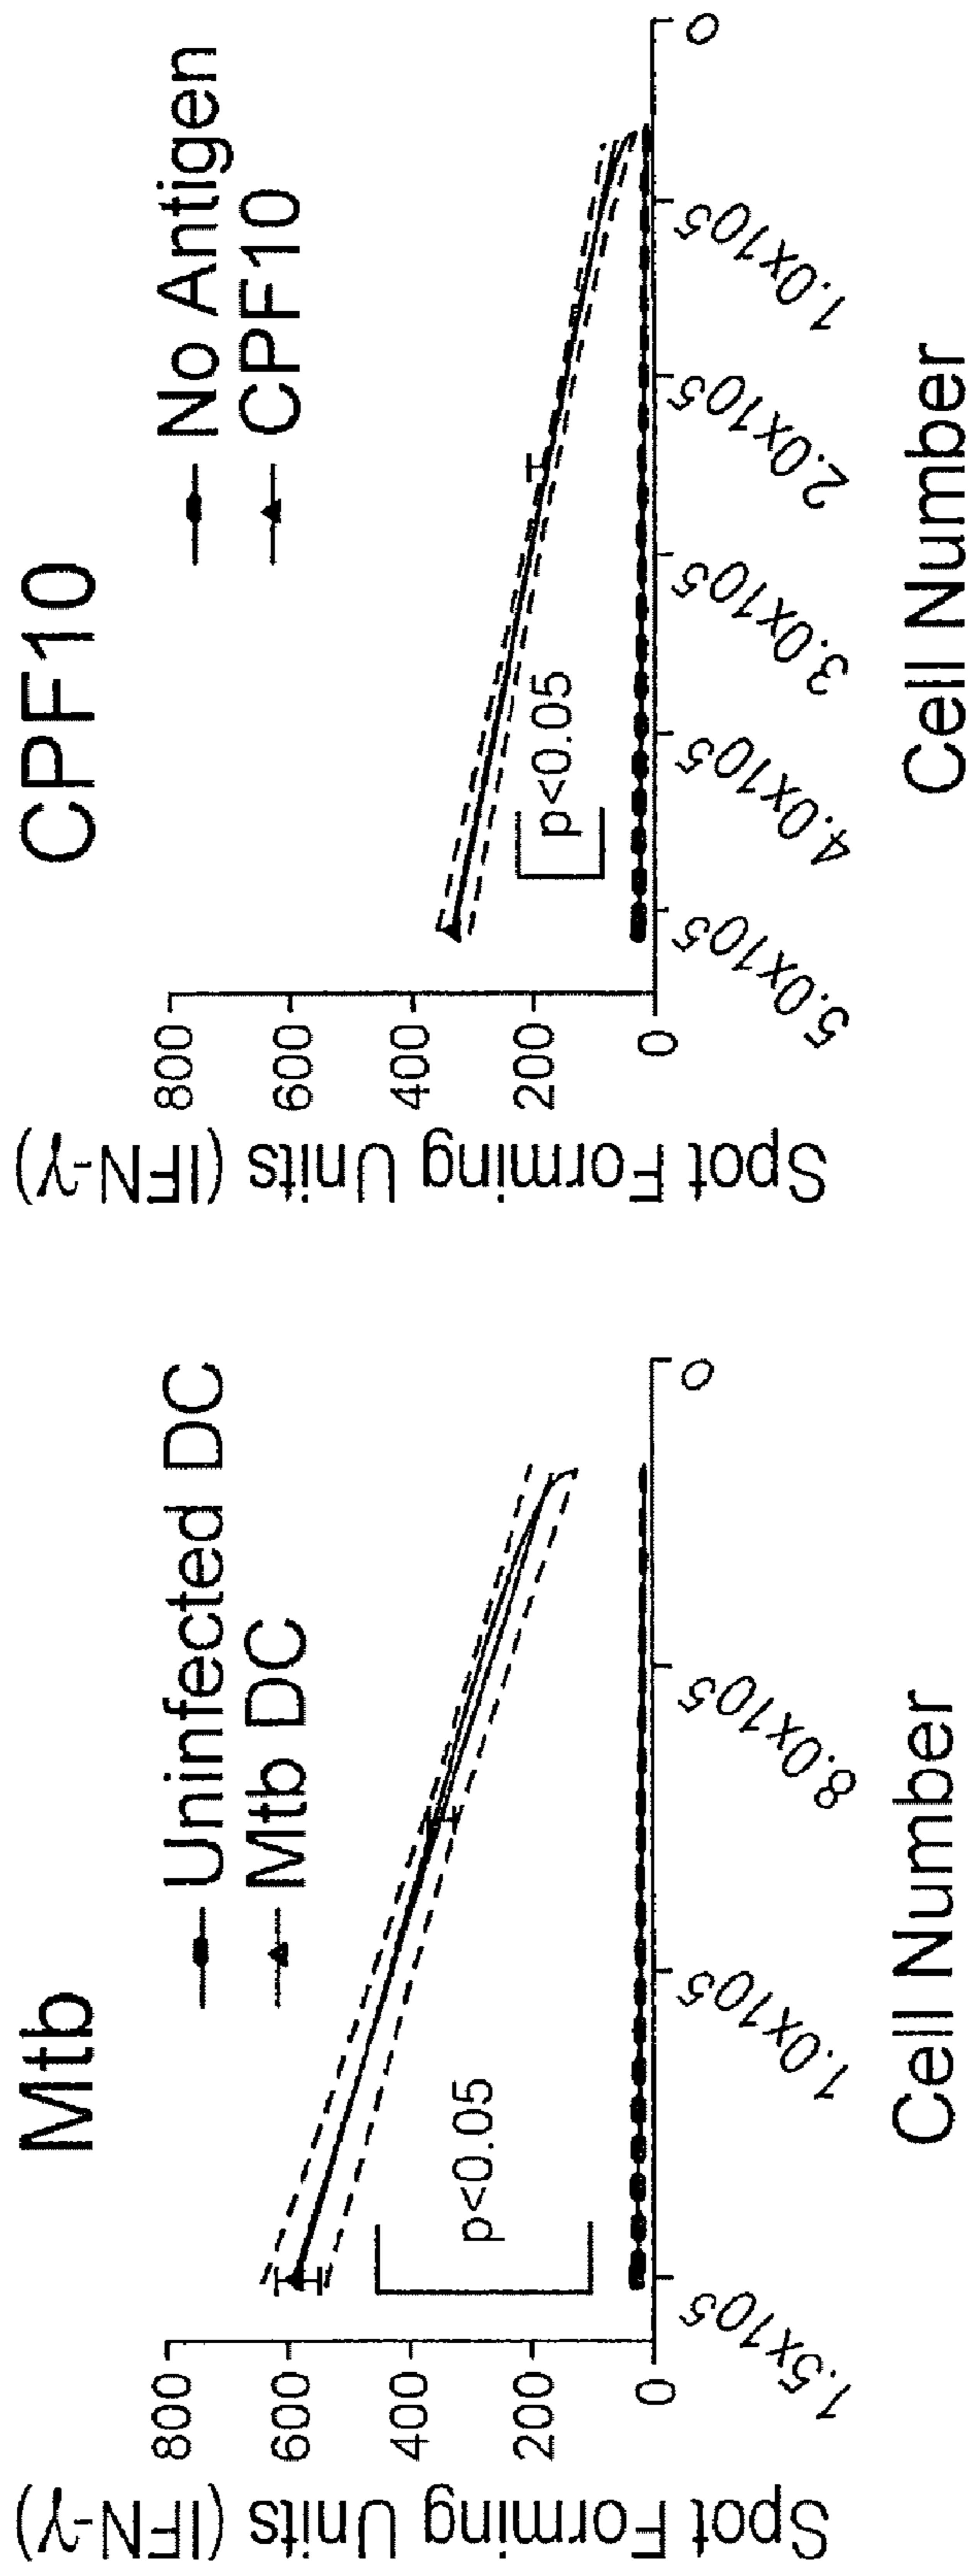 Mtb
Uninfected DC
Mtb DC
Spot Forming Units (IFN-γ)
800
600
400
200
0
p<0.05
1.5x10⁵
1.0x10⁵
8.0x10⁵
0
Cell Number
CPF10
No Antigen
CPF10
Spot Forming Units (IFN-γ)
800
600
400
200
0
p<0.05
5.0x10⁵
4.0x10⁵
3.0x10⁵
2.0x10⁵
1.0x10⁵
0
Cell Number